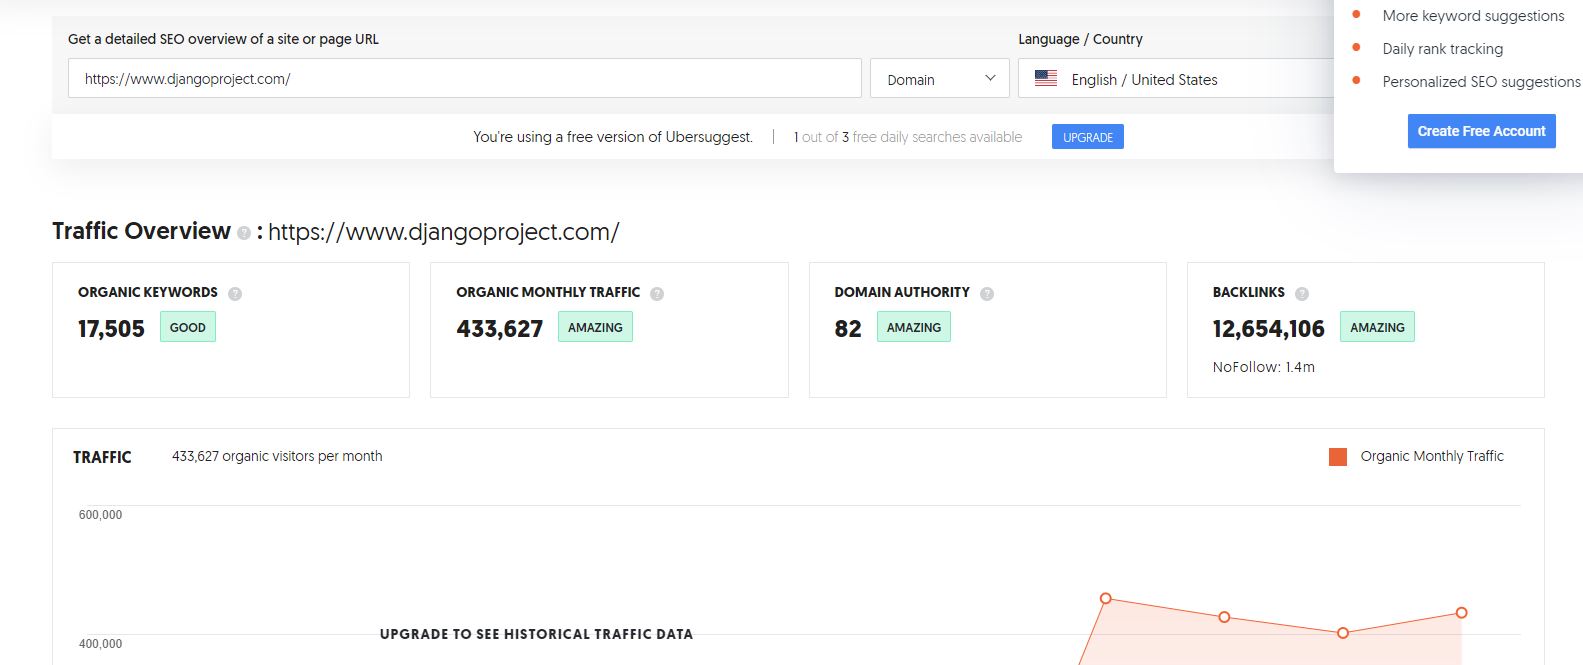 More keyword suggestions
Get a detailed SEO overview of a site or page URL
Language / Country
Daily rank tracking
https://www.djangoproject.com/
Domain
English / United States
Personalized SEO suggestions
Create Free Account
You're using a free version of Ubersuggest.
1 out of 3 free daily searches available
UPGRADE
Traffic Overview ? : https://www.djangoproject.com/
ORGANIC KEYWORDS ?
17,505 GOOD
ORGANIC MONTHLY TRAFFIC ?
433,627 AMAZING
DOMAIN AUTHORITY ?
82 AMAZING
BACKLINKS ?
12,654,106 AMAZING
NoFollow: 1.4m
TRAFFIC 433,627 organic visitors per month
Organic Monthly Traffic
600,000
UPGRADE TO SEE HISTORICAL TRAFFIC DATA
400,000